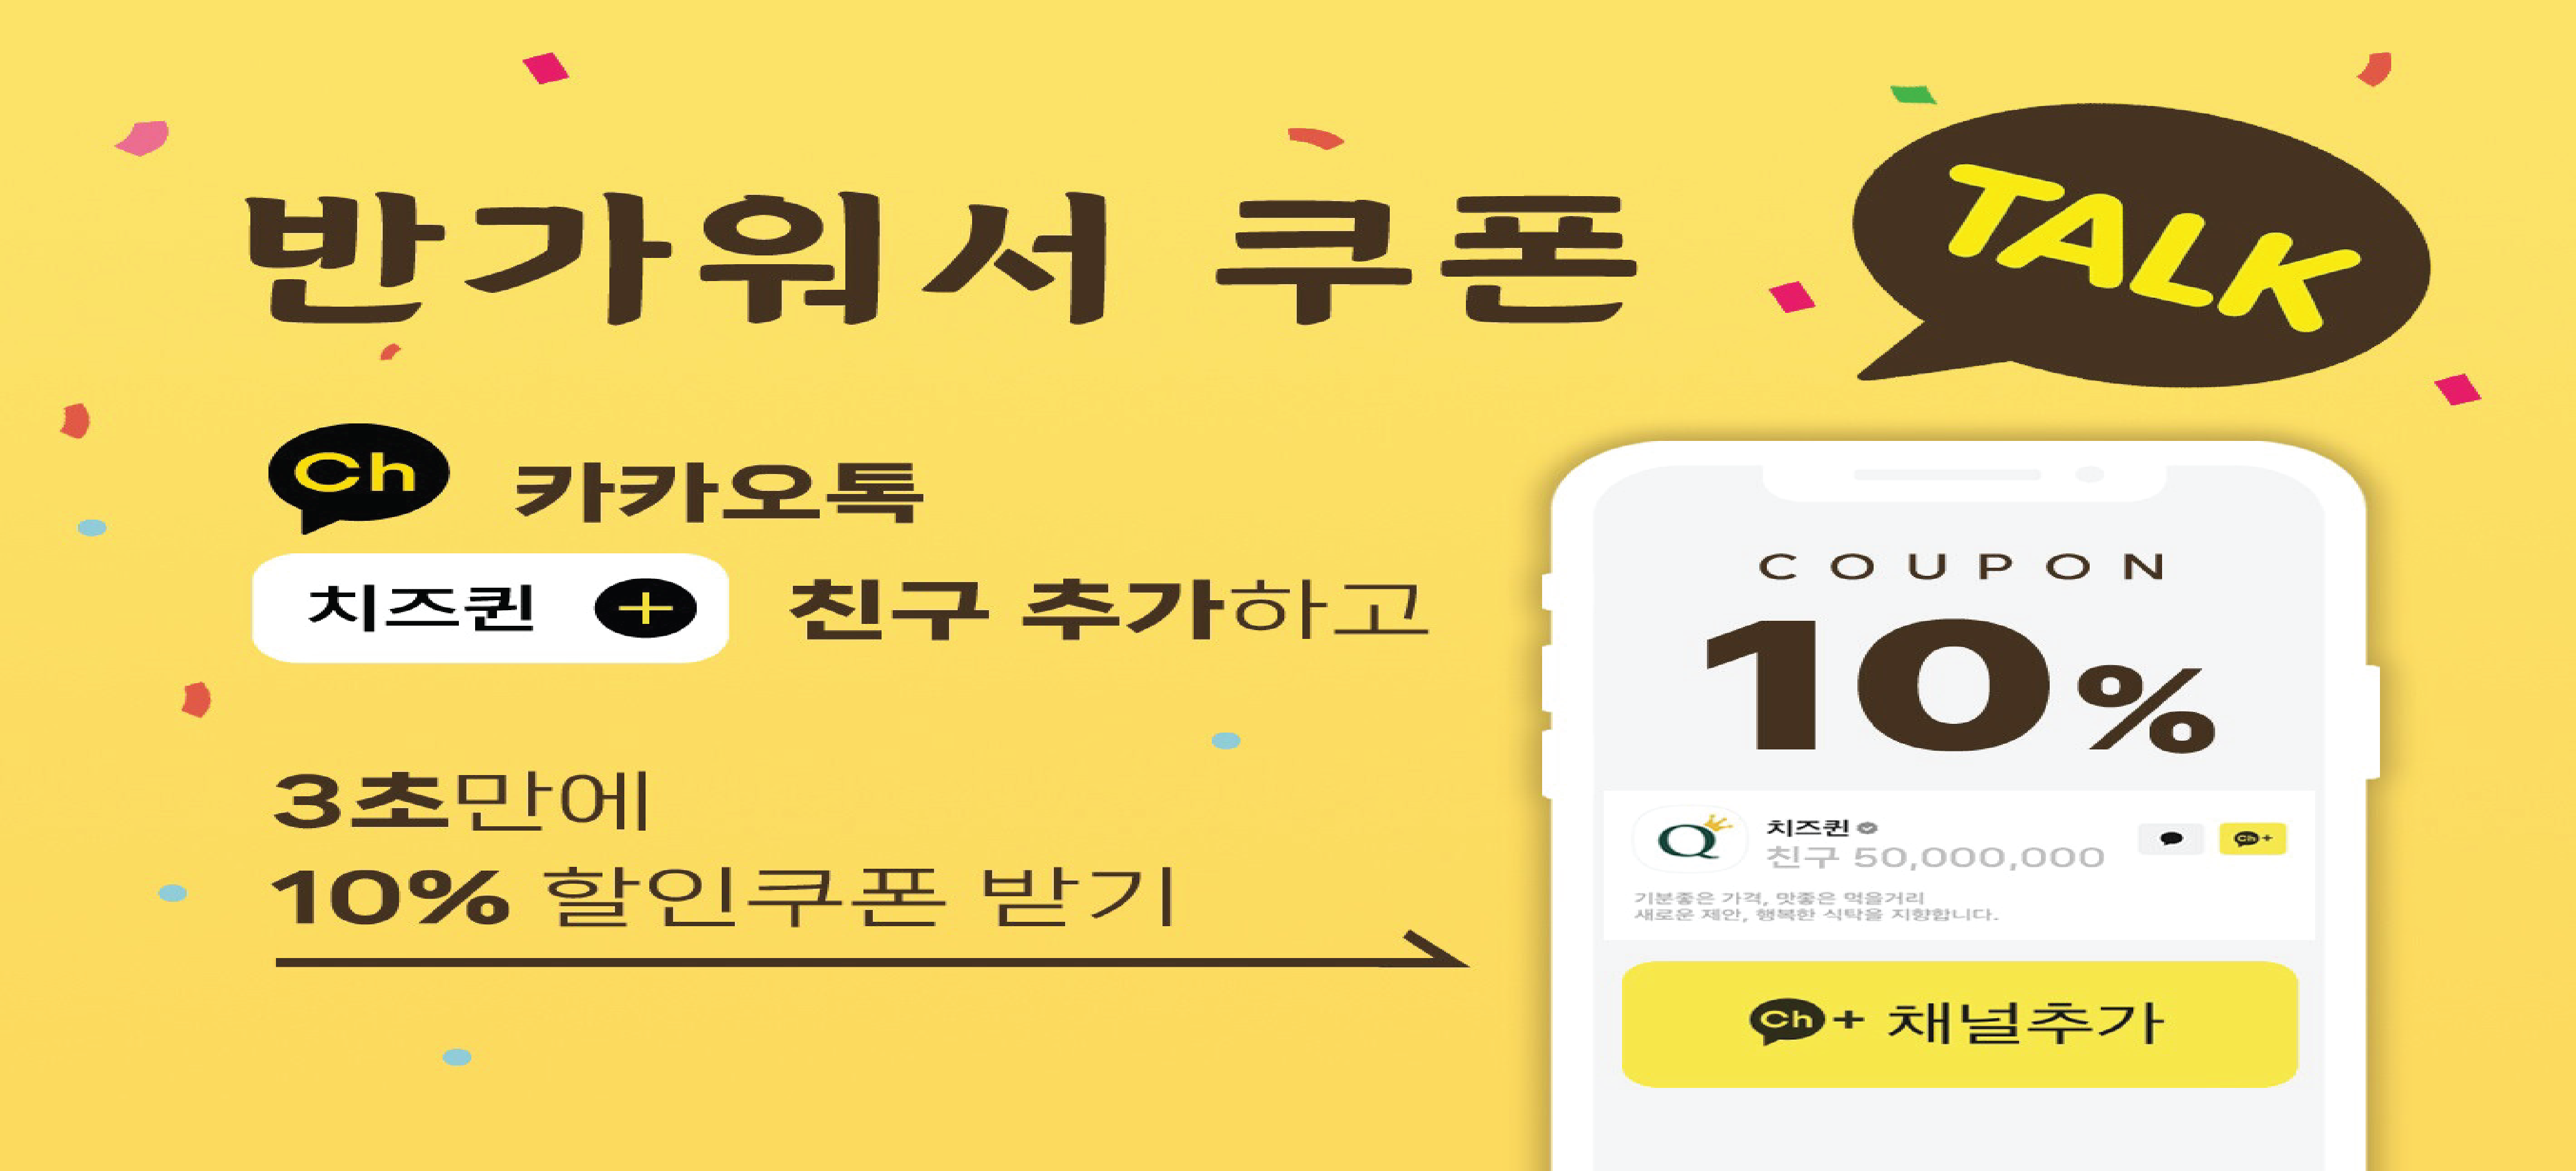 반가워서 쿠폰
TALK
Ch 카카오톡
치즈퀸 + 친구 추가하고
3초만에
10% 할인쿠폰 받기
COUPON
10%
Q 치즈퀸
친구 50,000,000
Ch+
기분좋은 가격, 맛좋은 먹을거리
새로운 제안, 행복한 식탁을 지향합니다.
Ch+ 채널추가